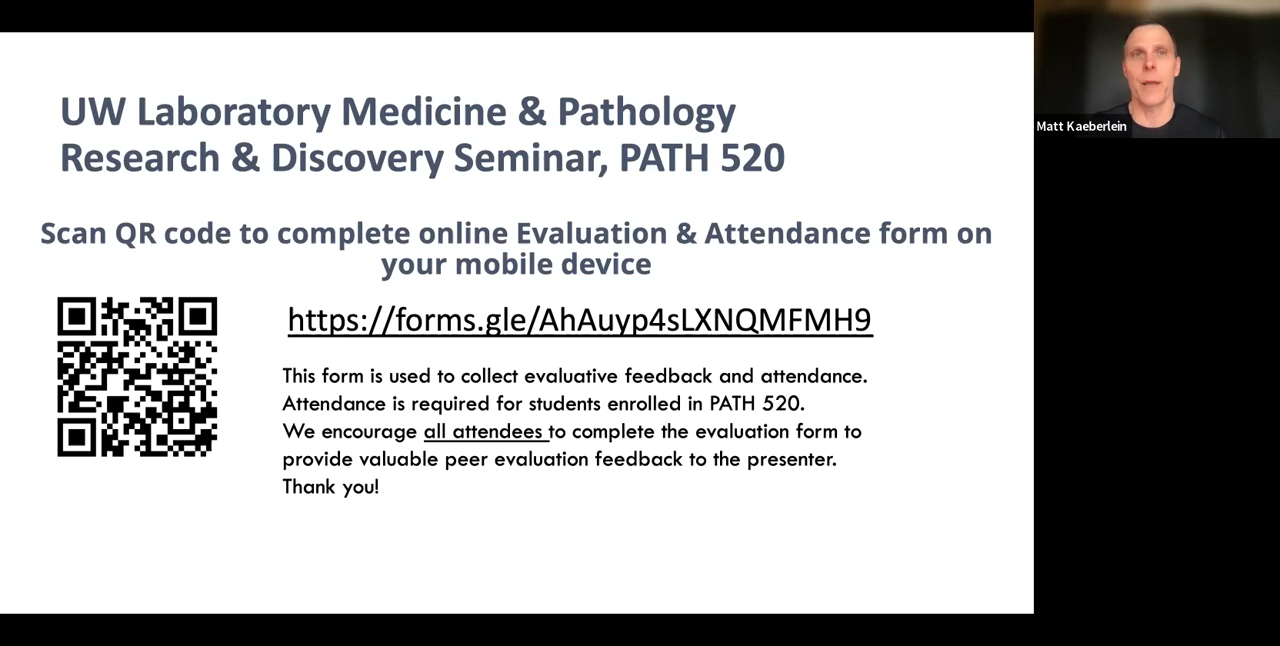 UW Laboratory Medicine & Pathology
Research & Discovery Seminar, PATH 520
Scan QR code to complete online Evaluation & Attendance form on
your mobile device
https://forms.gle/AhAuyp4sLXNQMFMH9
This form is used to collect evaluative feedback and attendance.
Attendance is required for students enrolled in PATH 520.
We encourage all attendees to complete the evaluation form to
provide valuable peer evaluation feedback to the presenter.
Thank you!
Matt Kaeberlein